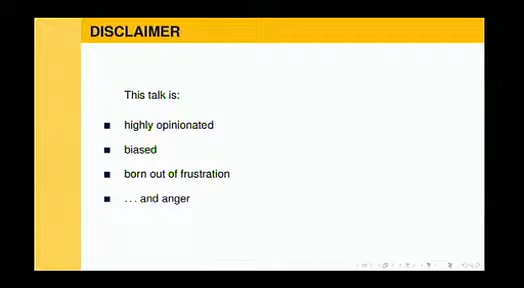 DISCLAIMER
This talk is:
highly opinionated
biased
born out of frustration
... and anger